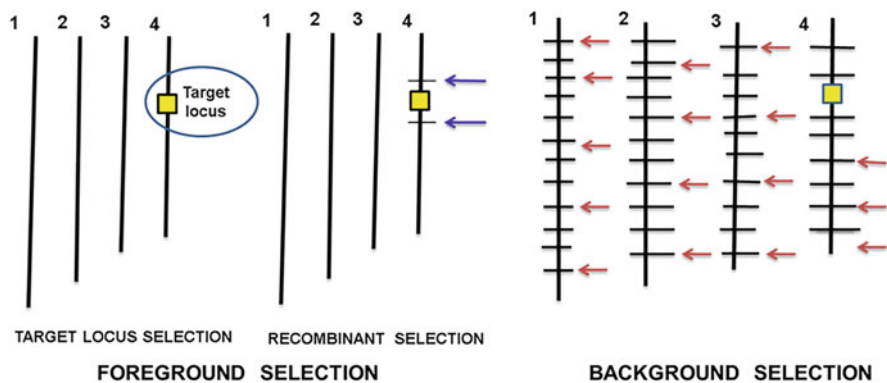 1 2 3 4
Target
locus
TARGET LOCUS SELECTION
1 2 3 4
RECOMBINANT SELECTION
FOREGROUND SELECTION
1 2 3 4
BACKGROUND SELECTION